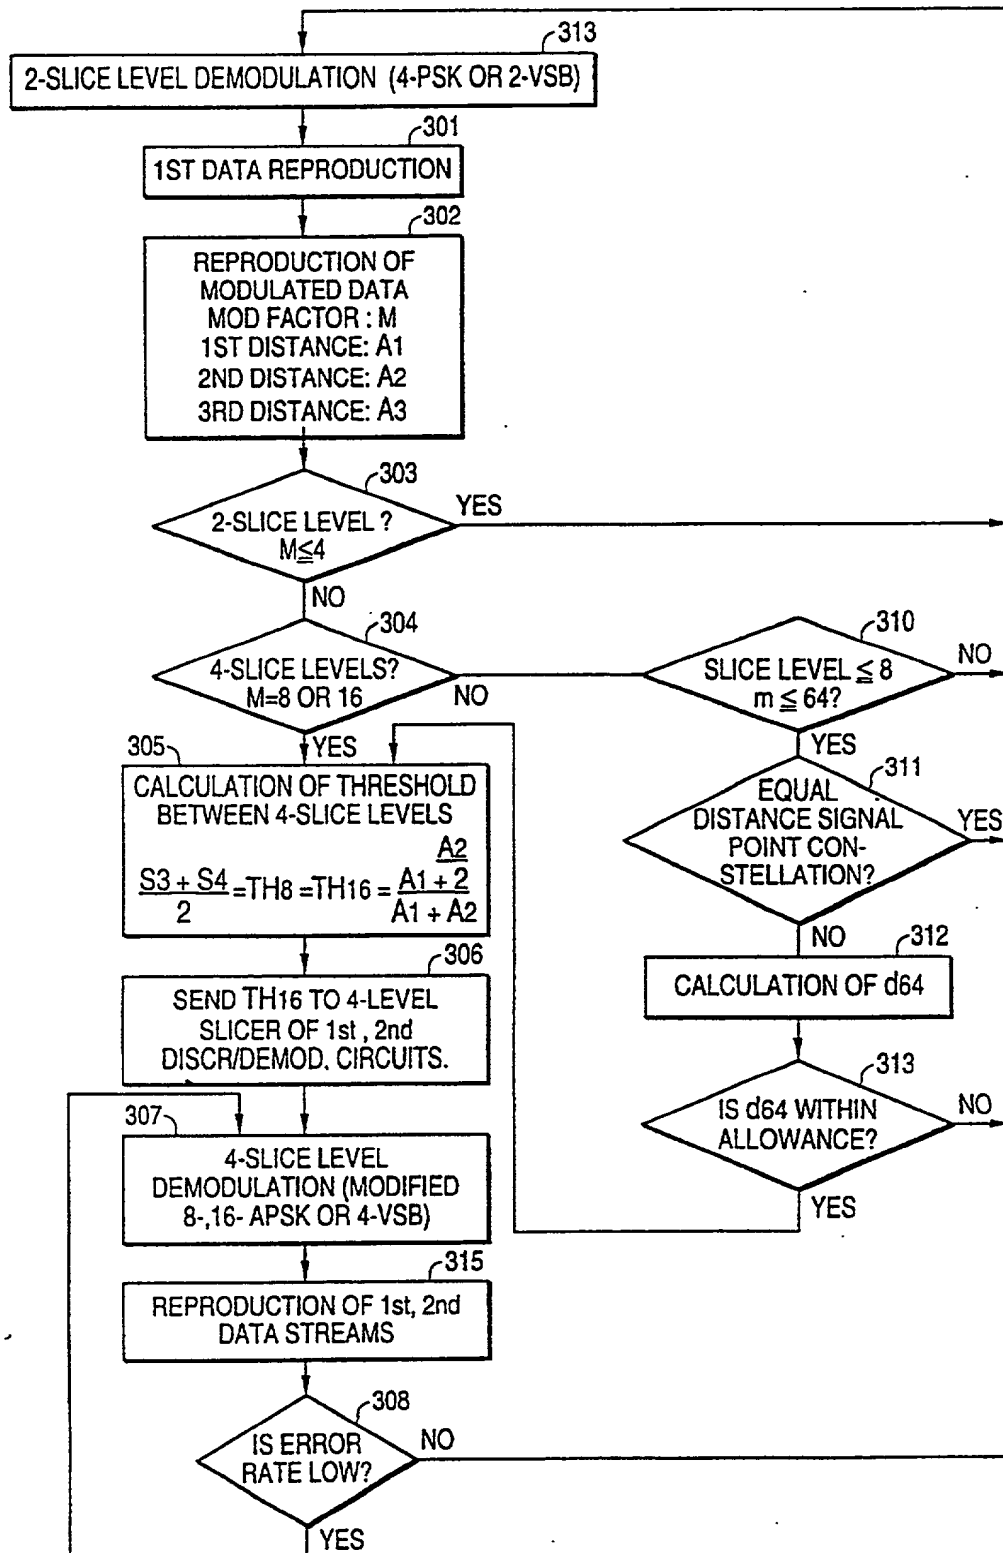 313
2-SLICE LEVEL DEMODULATION (4-PSK OR 2-VSB)
301
1ST DATA REPRODUCTION
302
REPRODUCTION OF
MODULATED DATA
MOD FACTOR : M
1ST DISTANCE: A1
2ND DISTANCE: A2
3RD DISTANCE: A3
303
2-SLICE LEVEL ?
M≦4
YES
NO
304
4-SLICE LEVELS?
M=8 OR 16
NO
YES
310
SLICE LEVEL ≦ 8
m ≦ 64?
NO
YES
305
CALCULATION OF THRESHOLD
BETWEEN 4-SLICE LEVELS
A2
S3 + S4 / 2 =TH8 =TH16 = A1 + 2 / A1 + A2
311
EQUAL
DISTANCE SIGNAL
POINT CON-
STELLATION?
YES
NO
312
CALCULATION OF d64
306
SEND TH16 TO 4-LEVEL
SLICER OF 1st , 2nd
DISCR/DEMOD. CIRCUITS.
313
IS d64 WITHIN
ALLOWANCE?
NO
YES
307
4-SLICE LEVEL
DEMODULATION (MODIFIED
8-,16- APSK OR 4-VSB)
315
REPRODUCTION OF 1st, 2nd
DATA STREAMS
308
IS ERROR
RATE LOW?
NO
YES